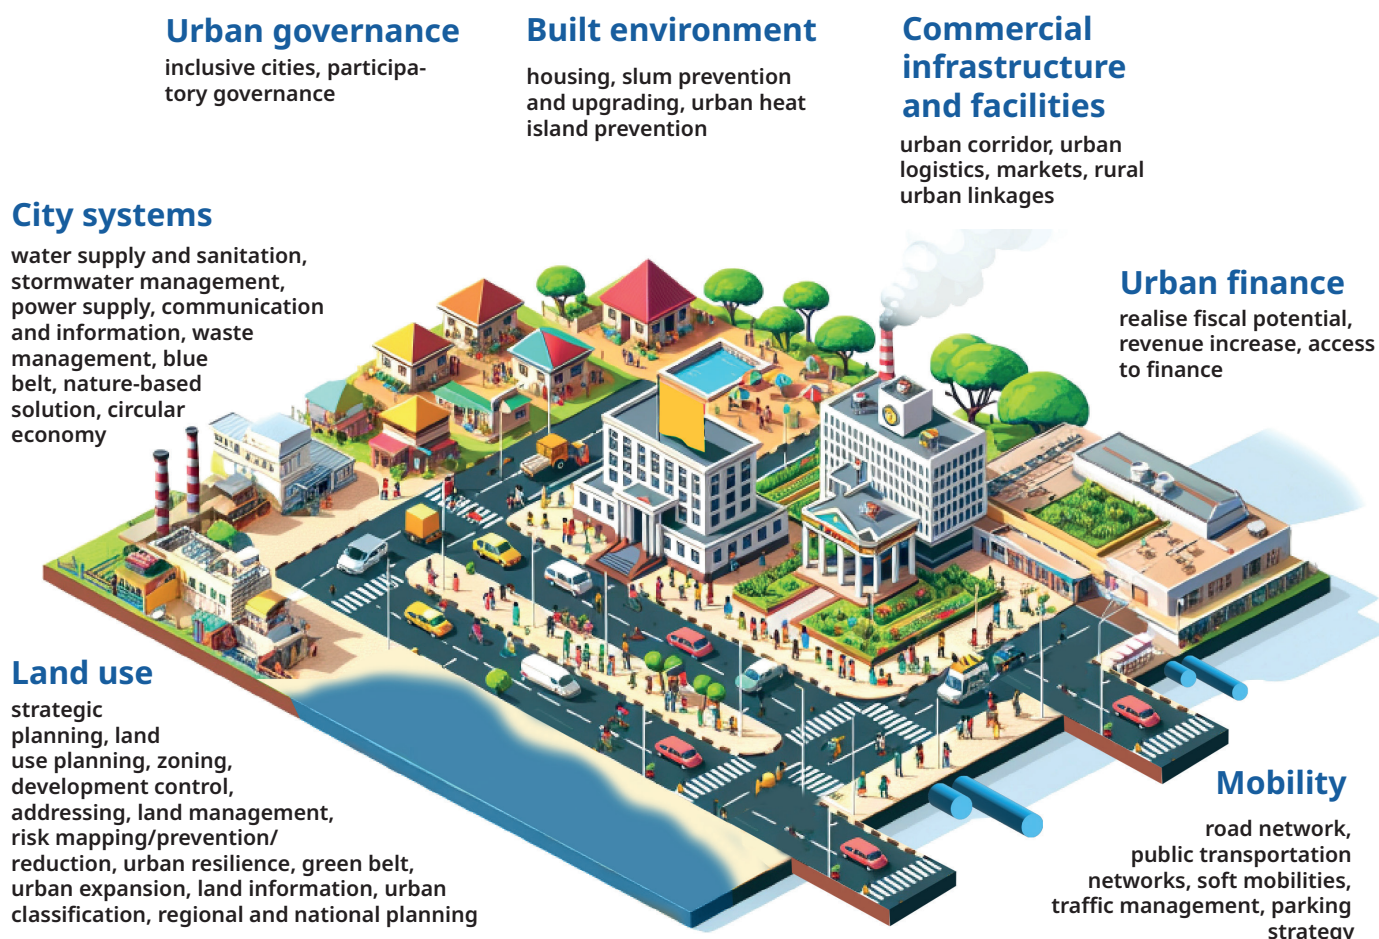 Urban governance
inclusive cities, participa-
tory governance
Built environment
housing, slum prevention
and upgrading, urban heat
island prevention
Commercial
infrastructure
and facilities
urban corridor, urban
logistics, markets, rural
urban linkages
City systems
water supply and sanitation,
stormwater management,
power supply, communication
and information, waste
management, blue
belt, nature-based
solution, circular
economy
Urban finance
realise fiscal potential,
revenue increase, access
to finance
Land use
strategic
planning, land
use planning, zoning,
development control,
addressing, land management,
risk mapping/prevention/
reduction, urban resilience, green belt,
urban expansion, land information, urban
classification, regional and national planning
Mobility
road network,
public transportation
networks, soft mobilities,
traffic management, parking
strategy